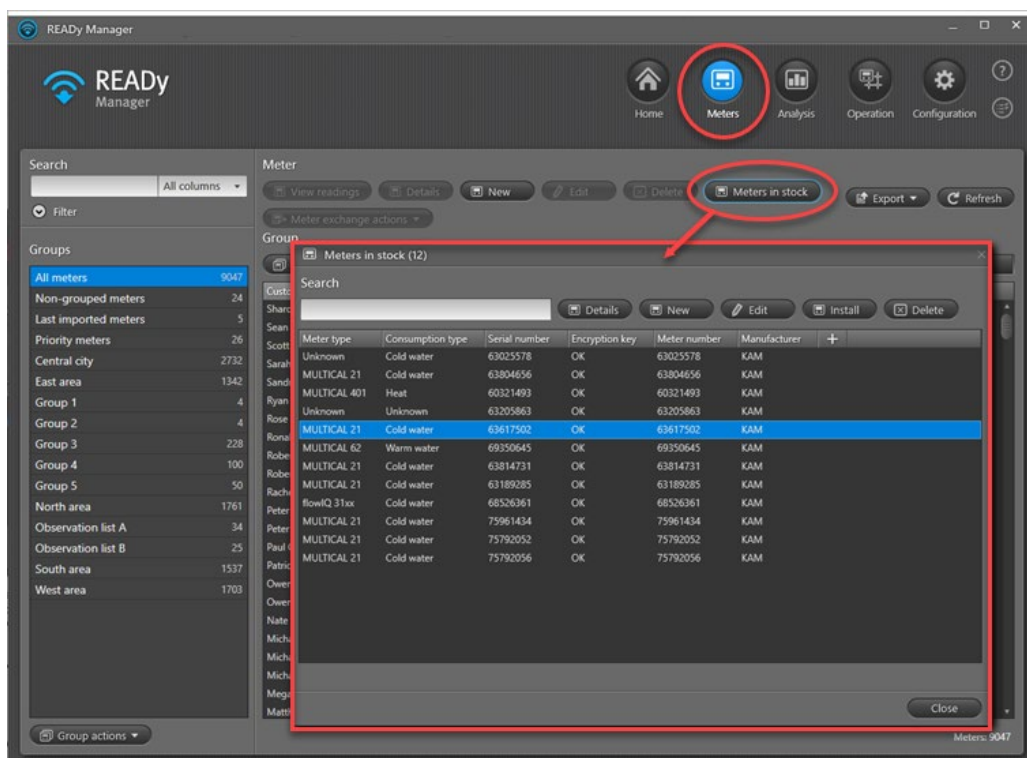 READy Manager
READy
Manager
Home
Meters
Analysis
Operation
Configuration
Search
All columns
Filter
Groups
All meters 9047
Non-grouped meters 24
Last imported meters 5
Priority meters 26
Central city 2732
East area 1342
Group 1 4
Group 2 4
Group 3 228
Group 4 100
Group 5 50
North area 1761
Observation list A 34
Observation list B 25
South area 1537
West area 1703
Group actions
Meter
View readings Details New Edit Delete Meters in stock Export Refresh
Meter exchange actions
Group
Sean
Scott
Sarah
Ryan
Rose
Peter
Peter
Paul
Nate
Meters in stock (12)
Search
Details New Edit Install Delete
Meter type Consumption type Serial number Encryption key Meter number Manufacturer +
Unknown Cold water 63025578 OK 63025578 KAM
MULTICAL 21 Cold water 63804656 OK 63804656 KAM
MULTICAL 401 Heat 60321493 OK 60321493 KAM
Unknown Unknown 63205863 OK 63205863 KAM
MULTICAL 21 Cold water 63617502 OK 63617502 KAM
MULTICAL 62 Warm water 69350645 OK 69350645 KAM
MULTICAL 21 Cold water 63814731 OK 63814731 KAM
MULTICAL 21 Cold water 63189285 OK 63189285 KAM
flowIQ 31xx Cold water 68526361 OK 68526361 KAM
MULTICAL 21 Cold water 75961434 OK 75961434 KAM
MULTICAL 21 Cold water 75792052 OK 75792052 KAM
MULTICAL 21 Cold water 75792056 OK 75792056 KAM
Close
Meters: 9047